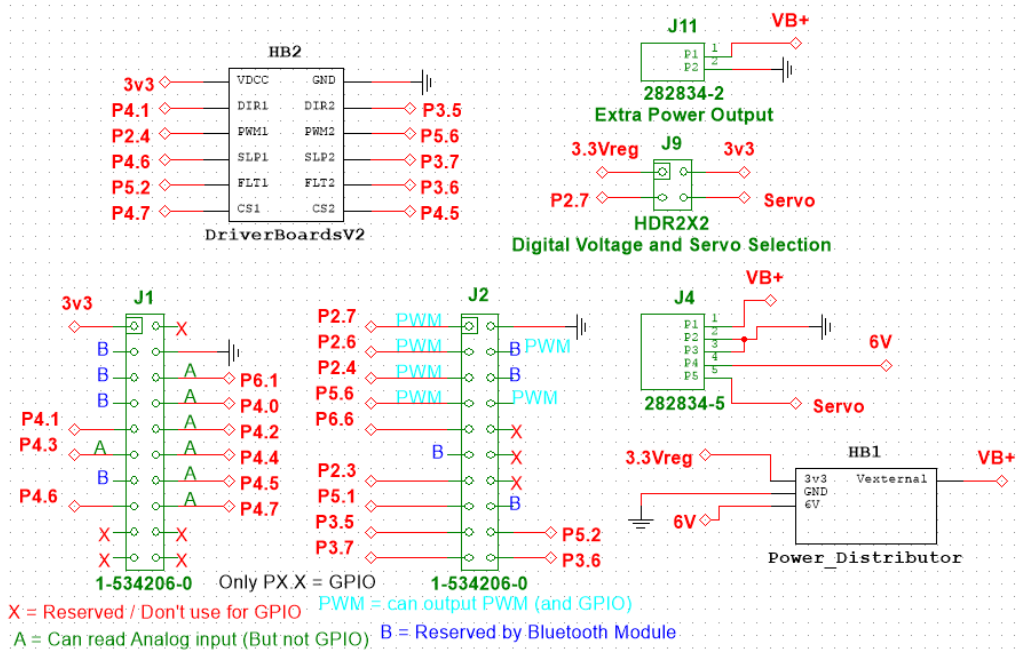 HB2
3v3 VDCC GND
P4.1 DIR1 DIR2 P3.5
P2.4 PWM1 PWM2 P5.6
P4.6 SLP1 SLP2 P3.7
P5.2 FLT1 FLT2 P3.6
P4.7 CS1 CS2 P4.5
DriverBoardsV2
J11 VB+
P1 1
P2 2
282834-2
Extra Power Output
3.3Vreg J9 3v3
P2.7 Servo
HDR2X2
Digital Voltage and Servo Selection
3v3 J1
X
B
B A P6.1
B A P4.0
P4.1 A P4.2
P4.3 A A P4.4
B A P4.5
P4.6 A P4.7
X X
X X
1-534206-0
J2
P2.7 PWM
P2.6 PWM B PWM
P2.4 PWM B
P5.6 PWM PWM
P6.6 X
B X
P2.3 X
P5.1 B
P3.5 P5.2
P3.7 P3.6
1-534206-0
J4 VB+
P1 1
P2 2
P3 3
P4 4 6V
P5 5
282834-5 Servo
HB1
3.3Vreg 3v3 Vexternal VB+
GND
6V 6V
Power_Distributor
Only PX.X = GPIO
X = Reserved / Don't use for GPIO
PWM = can output PWM (and GPIO)
A = Can read Analog input (But not GPIO)
B = Reserved by Bluetooth Module